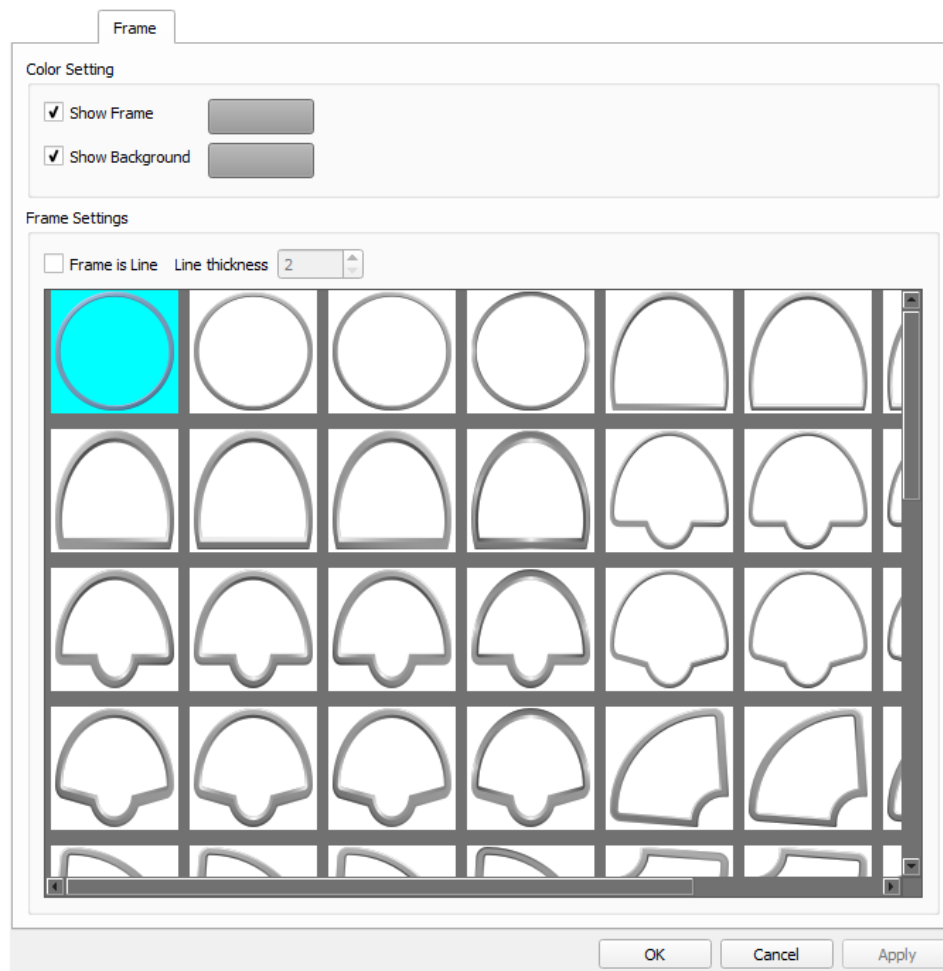 Frame
Color Setting
Show Frame
Show Background
Frame Settings
Frame is Line Line thickness 2
OK Cancel Apply